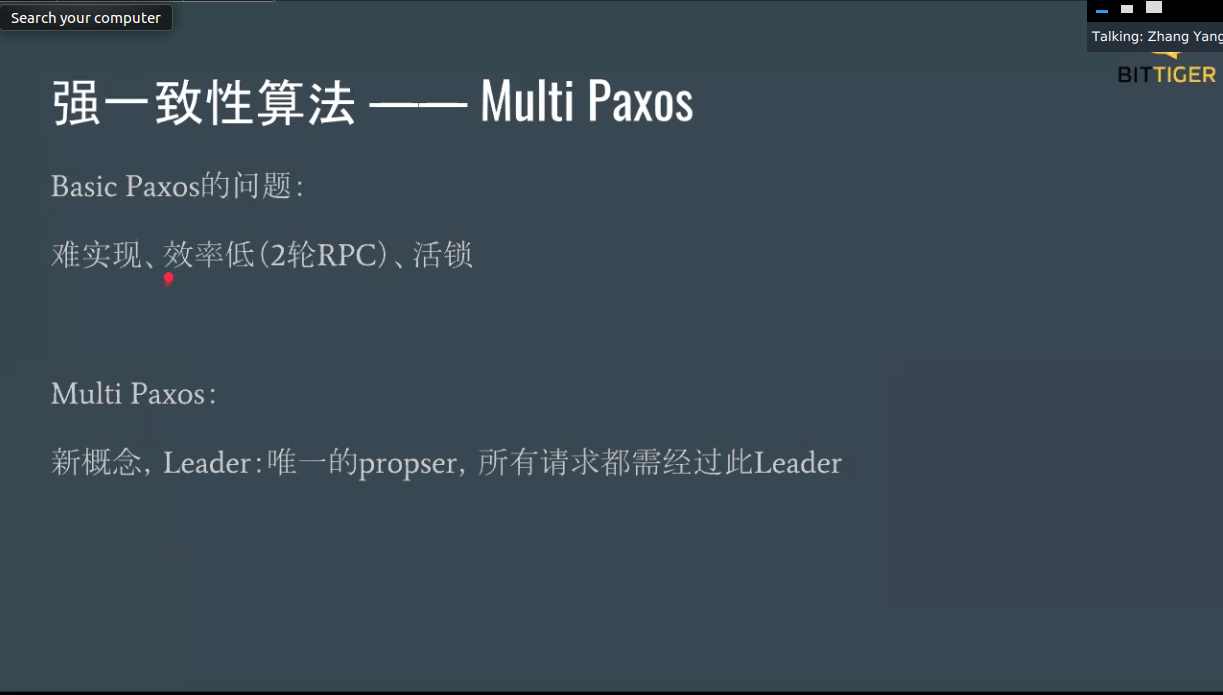 Search your computer
Talking: Zhang Yang
BITTIGER
强一致性算法 —— Multi Paxos
Basic Paxos的问题：
难实现、效率低（2轮RPC）、活锁
Multi Paxos：
新概念，Leader：唯一的propser，所有请求都需经过此Leader